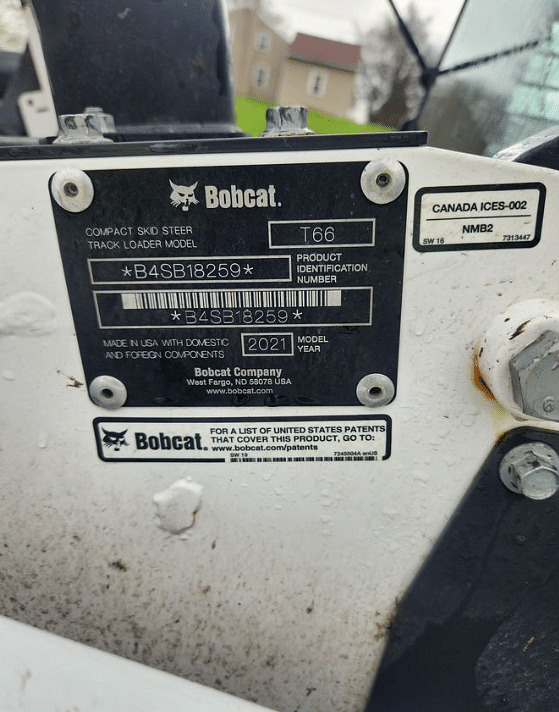 Bobcat.
COMPACT SKID STEER
TRACK LOADER MODEL
T66
*B4SB18259*
PRODUCT
IDENTIFICATION
NUMBER
*B4SB18259*
MADE IN USA WITH DOMESTIC
AND FOREIGN COMPONENTS
2021
MODEL
YEAR
Bobcat Company
West Fargo, ND 58078 USA
www.bobcat.com
CANADA ICES-002
NMB2
SW 16 7313447
Bobcat.
FOR A LIST OF UNITED STATES PATENTS
THAT COVER THIS PRODUCT, GO TO:
www.bobcat.com/patents
SW 19 7245804A enUS